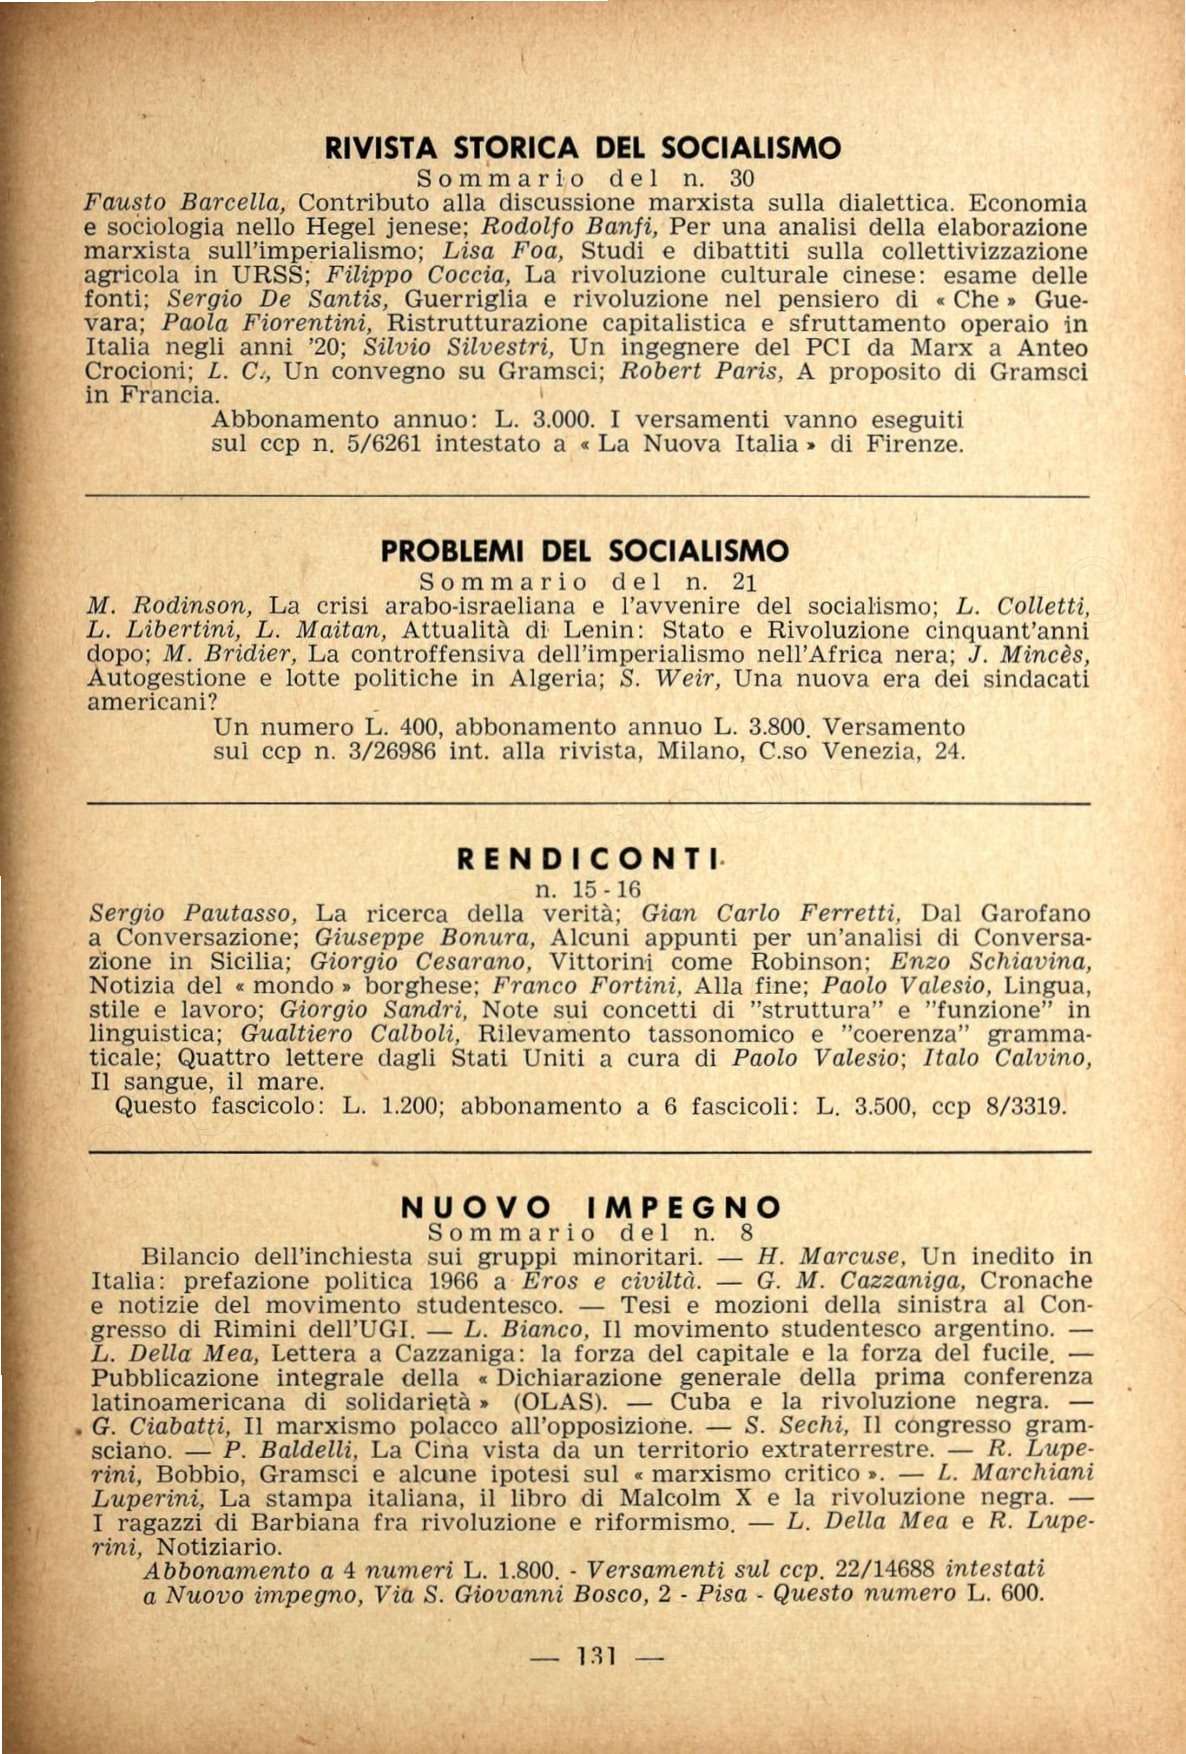 RIVISTA STORICA DEL SOCIALISMO
Sommario del n. 30
Fausto Barcella, Contributo alla discussione marxista sulla dialettica. Economia
e sociologia nello Hegel jenese; Rodolfo Banfi, Per una analisi della elaborazione
marxista sull'imperialismo; Lisa Foa, Studi e dibattiti sulla collettivizzazione
agricola in URSS; Filippo Coccia, La rivoluzione culturale cinese: esame delle
fonti; Sergio De Santis, Guerriglia e rivoluzione nel pensiero di « Che » Gue-
vara; Paola Fiorentini, Ristrutturazione capitalistica e sfruttamento operaio in
Italia negli anni '20; Silvio Silvestri, Un ingegnere del PCI da Marx a Anteo
Crocioni; L. C., Un convegno su Gramsci; Robert Paris, A proposito di Gramsci
in Francia.
Abbonamento annuo: L. 3.000. I versamenti vanno eseguiti
sul ccp n. 5/6261 intestato a « La Nuova Italia » di Firenze.
PROBLEMI DEL SOCIALISMO
Sommario del n. 21
M. Rodinson, La crisi arabo-israeliana e l'avvenire del socialismo; L. Colletti,
L. Libertini, L. Maitan, Attualità di Lenin: Stato e Rivoluzione cinquant'anni
dopo; M. Bridier, La controffensiva dell'imperialismo nell'Africa nera; J. Mincès,
Autogestione e lotte politiche in Algeria; S. Weir, Una nuova era dei sindacati
americani?
Un numero L. 400, abbonamento annuo L. 3.800. Versamento
sul ccp n. 3/26986 int. alla rivista, Milano, C.so Venezia, 24.
RENDICONTI
n. 15-16
Sergio Pautasso, La ricerca della verità; Gian Carlo Ferretti, Dal Garofano
a Conversazione; Giuseppe Bonura, Alcuni appunti per un'analisi di Conversa-
zione in Sicilia; Giorgio Cesarano, Vittorini come Robinson; Enzo Schiavina,
Notizia del « mondo » borghese; Franco Fortini, Alla fine; Paolo Valesio, Lingua,
stile e lavoro; Giorgio Sandri, Note sui concetti di "struttura" e "funzione" in
linguistica; Gualtiero Calboli, Rilevamento tassonomico e "coerenza" gramma-
ticale; Quattro lettere dagli Stati Uniti a cura di Paolo Valesio; Italo Calvino,
Il sangue, il mare.
Questo fascicolo: L. 1.200; abbonamento a 6 fascicoli: L. 3.500, ccp 8/3319.
NUOVO IMPEGNO
Sommario del n. 8
Bilancio dell'inchiesta sui gruppi minoritari. — H. Marcuse, Un inedito in
Italia: prefazione politica 1966 a Eros e civiltà. — G. M. Cazzaniga, Cronache
e notizie del movimento studentesco. — Tesi e mozioni della sinistra al Con-
gresso di Rimini dell'UGI. — L. Bianco, Il movimento studentesco argentino. —
L. Della Mea, Lettera a Cazzaniga: la forza del capitale e la forza del fucile. —
Pubblicazione integrale della « Dichiarazione generale della prima conferenza
latinoamericana di solidarietà » (OLAS). — Cuba e la rivoluzione negra. —
G. Ciabatti, Il marxismo polacco all'opposizione. — S. Sechi, Il congresso gram-
sciano. — P. Baldelli, La Cina vista da un territorio extraterrestre. — R. Lupe-
rini, Bobbio, Gramsci e alcune ipotesi sul « marxismo critico ». — L. Marchiani
Luperini, La stampa italiana, il libro di Malcolm X e la rivoluzione negra. —
I ragazzi di Barbiana fra rivoluzione e riformismo. — L. Della Mea e R. Lupe-
rini, Notiziario.
Abbonamento a 4 numeri L. 1.800. - Versamenti sul ccp. 22/14688 intestati
a Nuovo impegno, Via S. Giovanni Bosco, 2 - Pisa - Questo numero L. 600.
— 131 —